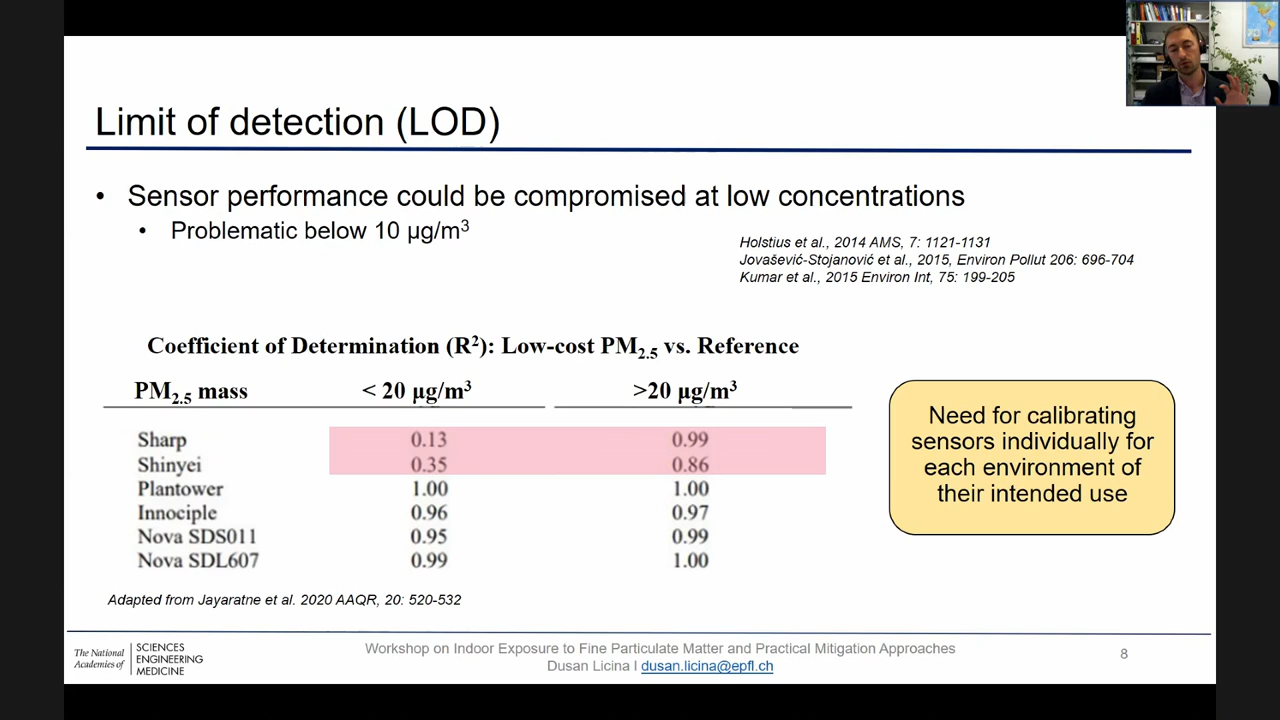 Limit of detection (LOD)
• Sensor performance could be compromised at low concentrations
• Problematic below 10 µg/m³
Holstius et al., 2014 AMS, 7: 1121-1131
Jovašević-Stojanović et al., 2015, Environ Pollut 206: 696-704
Kumar et al., 2015 Environ Int, 75: 199-205
Coefficient of Determination (R²): Low-cost PM₂.₅ vs. Reference
PM₂.₅ mass < 20 µg/m³ >20 µg/m³
Sharp 0.13 0.99
Shinyei 0.35 0.86
Plantower 1.00 1.00
Innociple 0.96 0.97
Nova SDS011 0.95 0.99
Nova SDL607 0.99 1.00
Need for calibrating
sensors individually for
each environment of
their intended use
Adapted from Jayaratne et al. 2020 AAQR, 20: 520-532
The National
Academies of
SCIENCES
ENGINEERING
MEDICINE
Workshop on Indoor Exposure to Fine Particulate Matter and Practical Mitigation Approaches
Dusan Licina l dusan.licina@epfl.ch
8